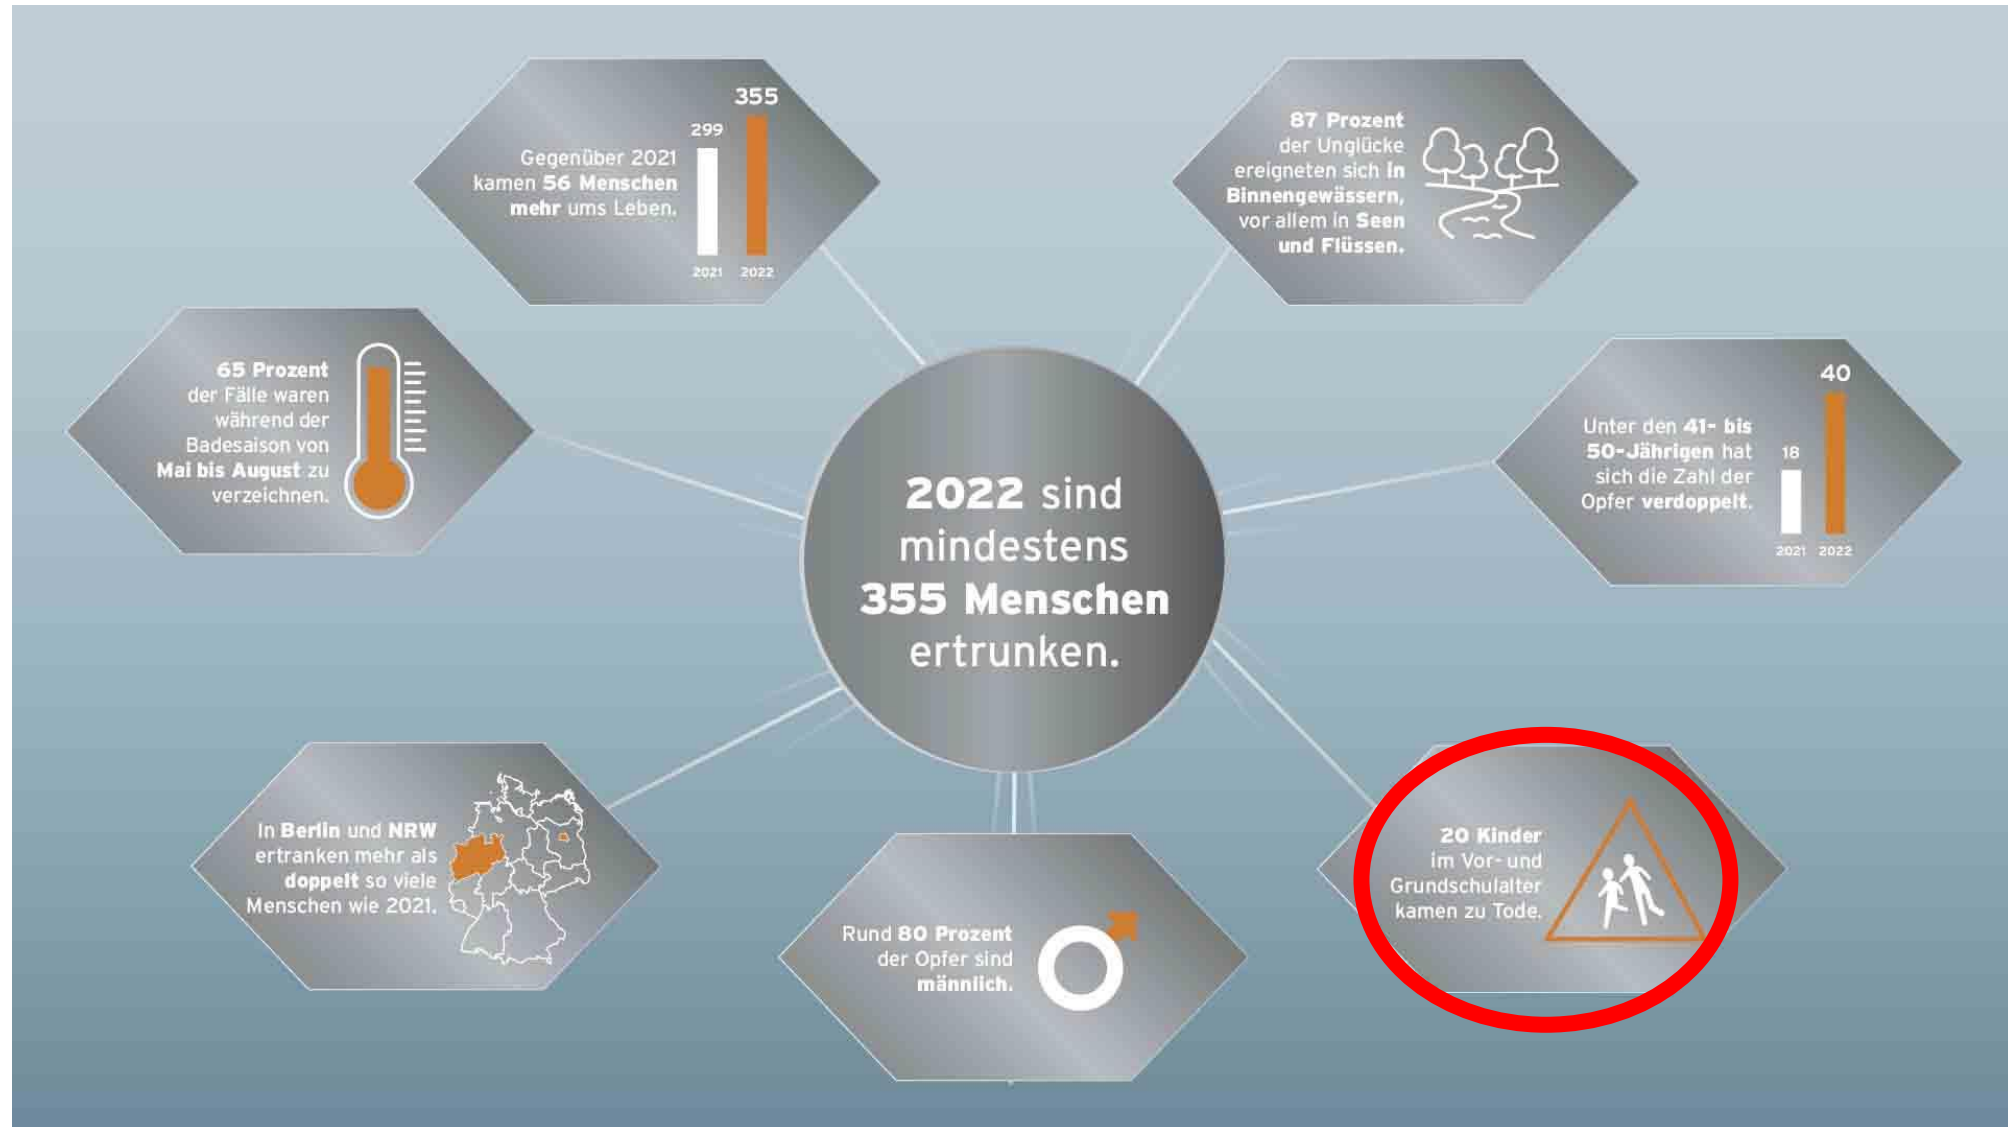 355
299
Gegenüber 2021
kamen 56 Menschen
mehr ums Leben.
2021 2022
87 Prozent
der Unglücke
ereigneten sich in
Binnengewässern,
vor allem in Seen
und Flüssen.
65 Prozent
der Fälle waren
während der
Badesaison von
Mai bis August zu
verzeichnen.
40
18
Unter den 41- bis
50-Jährigen hat
sich die Zahl der
Opfer verdoppelt.
2021 2022
2022 sind
mindestens
355 Menschen
ertrunken.
In Berlin und NRW
ertranken mehr als
doppelt so viele
Menschen wie 2021.
Rund 80 Prozent
der Opfer sind
männlich.
20 Kinder
im Vor- und
Grundschulalter
kamen zu Tode.